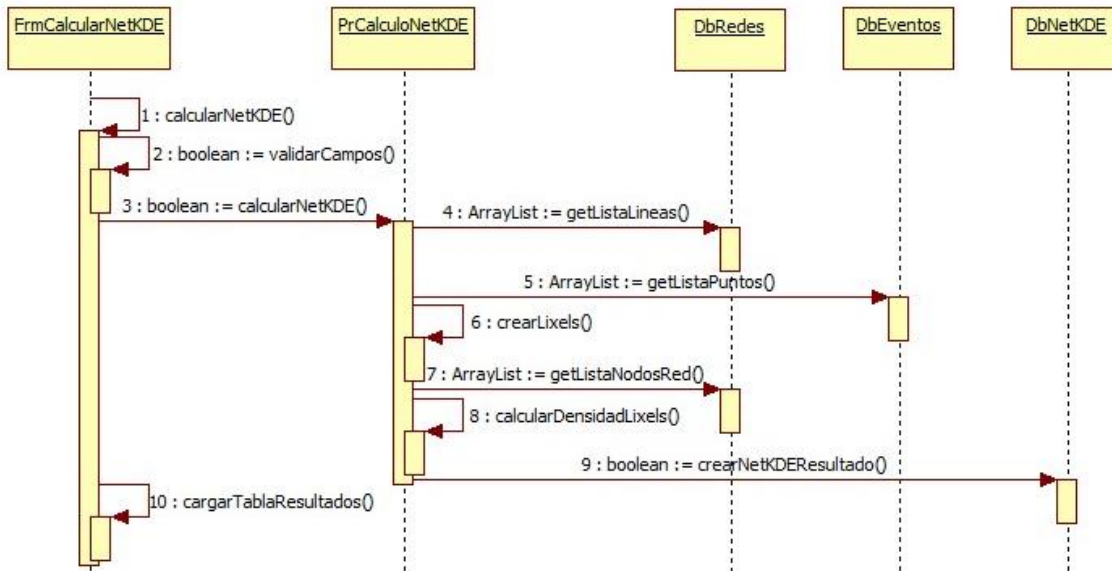 FrmCalcularNetKDE
PrCalculoNetKDE
DbRedes
DbEventos
DbNetKDE
1 : calcularNetKDE()
2 : boolean := validarCampos()
3 : boolean := calcularNetKDE()
4 : ArrayList := getListaLineas()
5 : ArrayList := getListaPuntos()
6 : crearLixels()
7 : ArrayList := getListaNodosRed()
8 : calcularDensidadLixels()
9 : boolean := crearNetKDEResultado()
10 : cargarTablaResultados()